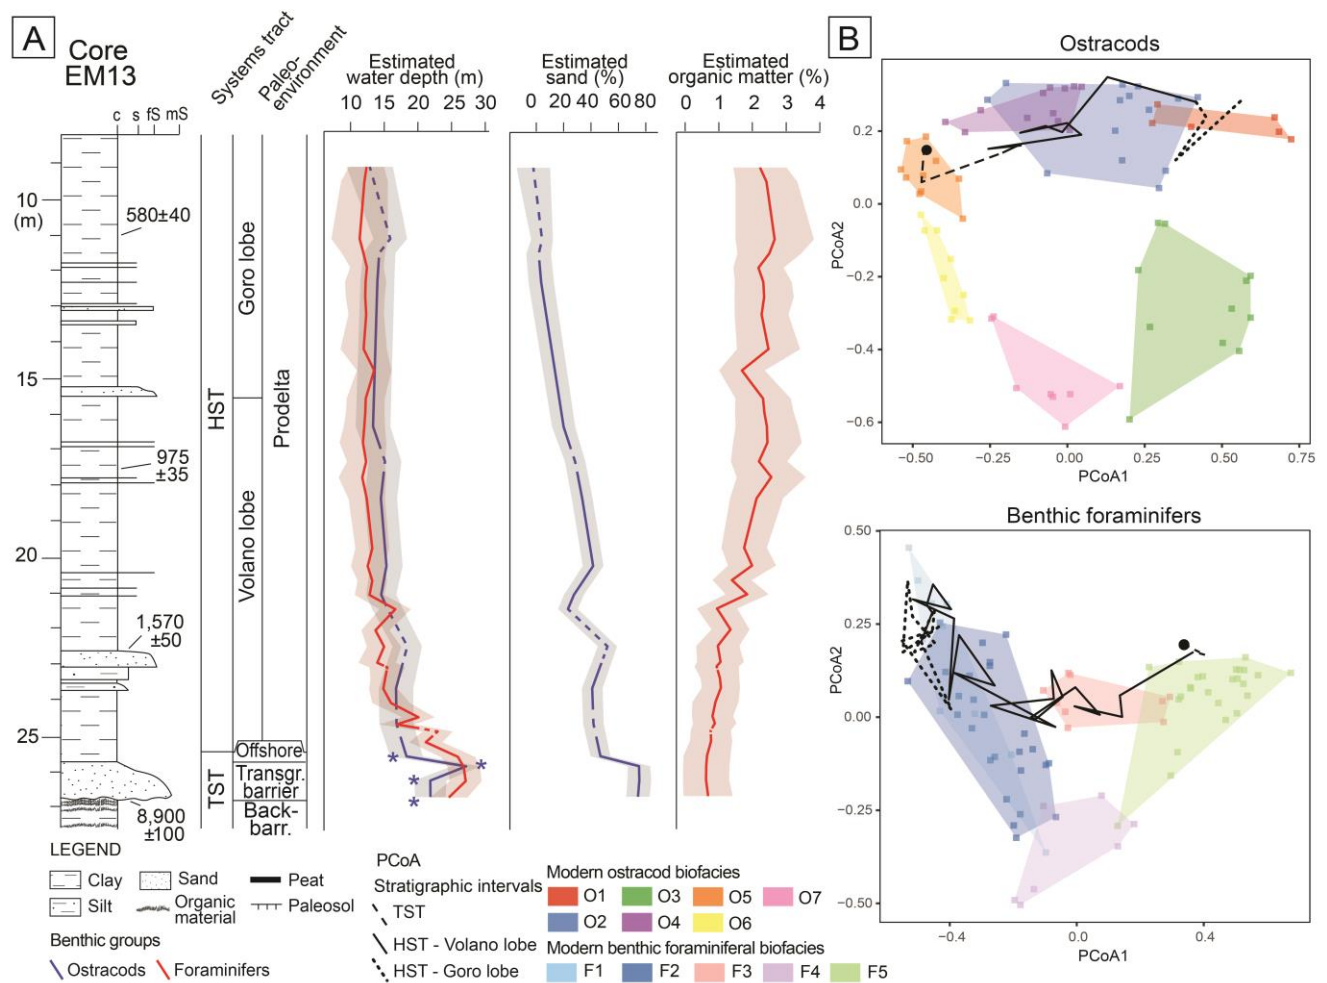 A
Core
EM13
Systems tract
Paleo-
environment
Estimated
water depth (m)
10 15 20 25 30
Estimated
sand (%)
0 20 40 60 80
Estimated
organic matter (%)
0 1 2 3 4
c s fS mS
10
(m)
15
20
25
580±40
975
±35
1,570
±50
8,900
±100
HST
TST
Goro lobe
Volano lobe
Prodelta
Offshore
Transgr.
barrier
Back-
barr.
*
*
*
*
LEGEND
Clay
Sand
Peat
Silt
Organic
material
Paleosol
Benthic groups
Ostracods
Foraminifers
PCoA
Stratigraphic intervals
TST
HST - Volano lobe
HST - Goro lobe
Modern ostracod biofacies
O1 O3 O5 O7
O2 O4 O6
Modern benthic foraminiferal biofacies
F1 F2 F3 F4 F5
B
Ostracods
PCoA2
0.2
0.0
−0.2
−0.4
−0.6
−0.50 −0.25 0.00 0.25 0.50 0.75
PCoA1
Benthic foraminifers
PCoA2
0.50
0.25
0.00
−0.25
−0.50
−0.4 0.0 0.4
PCoA1